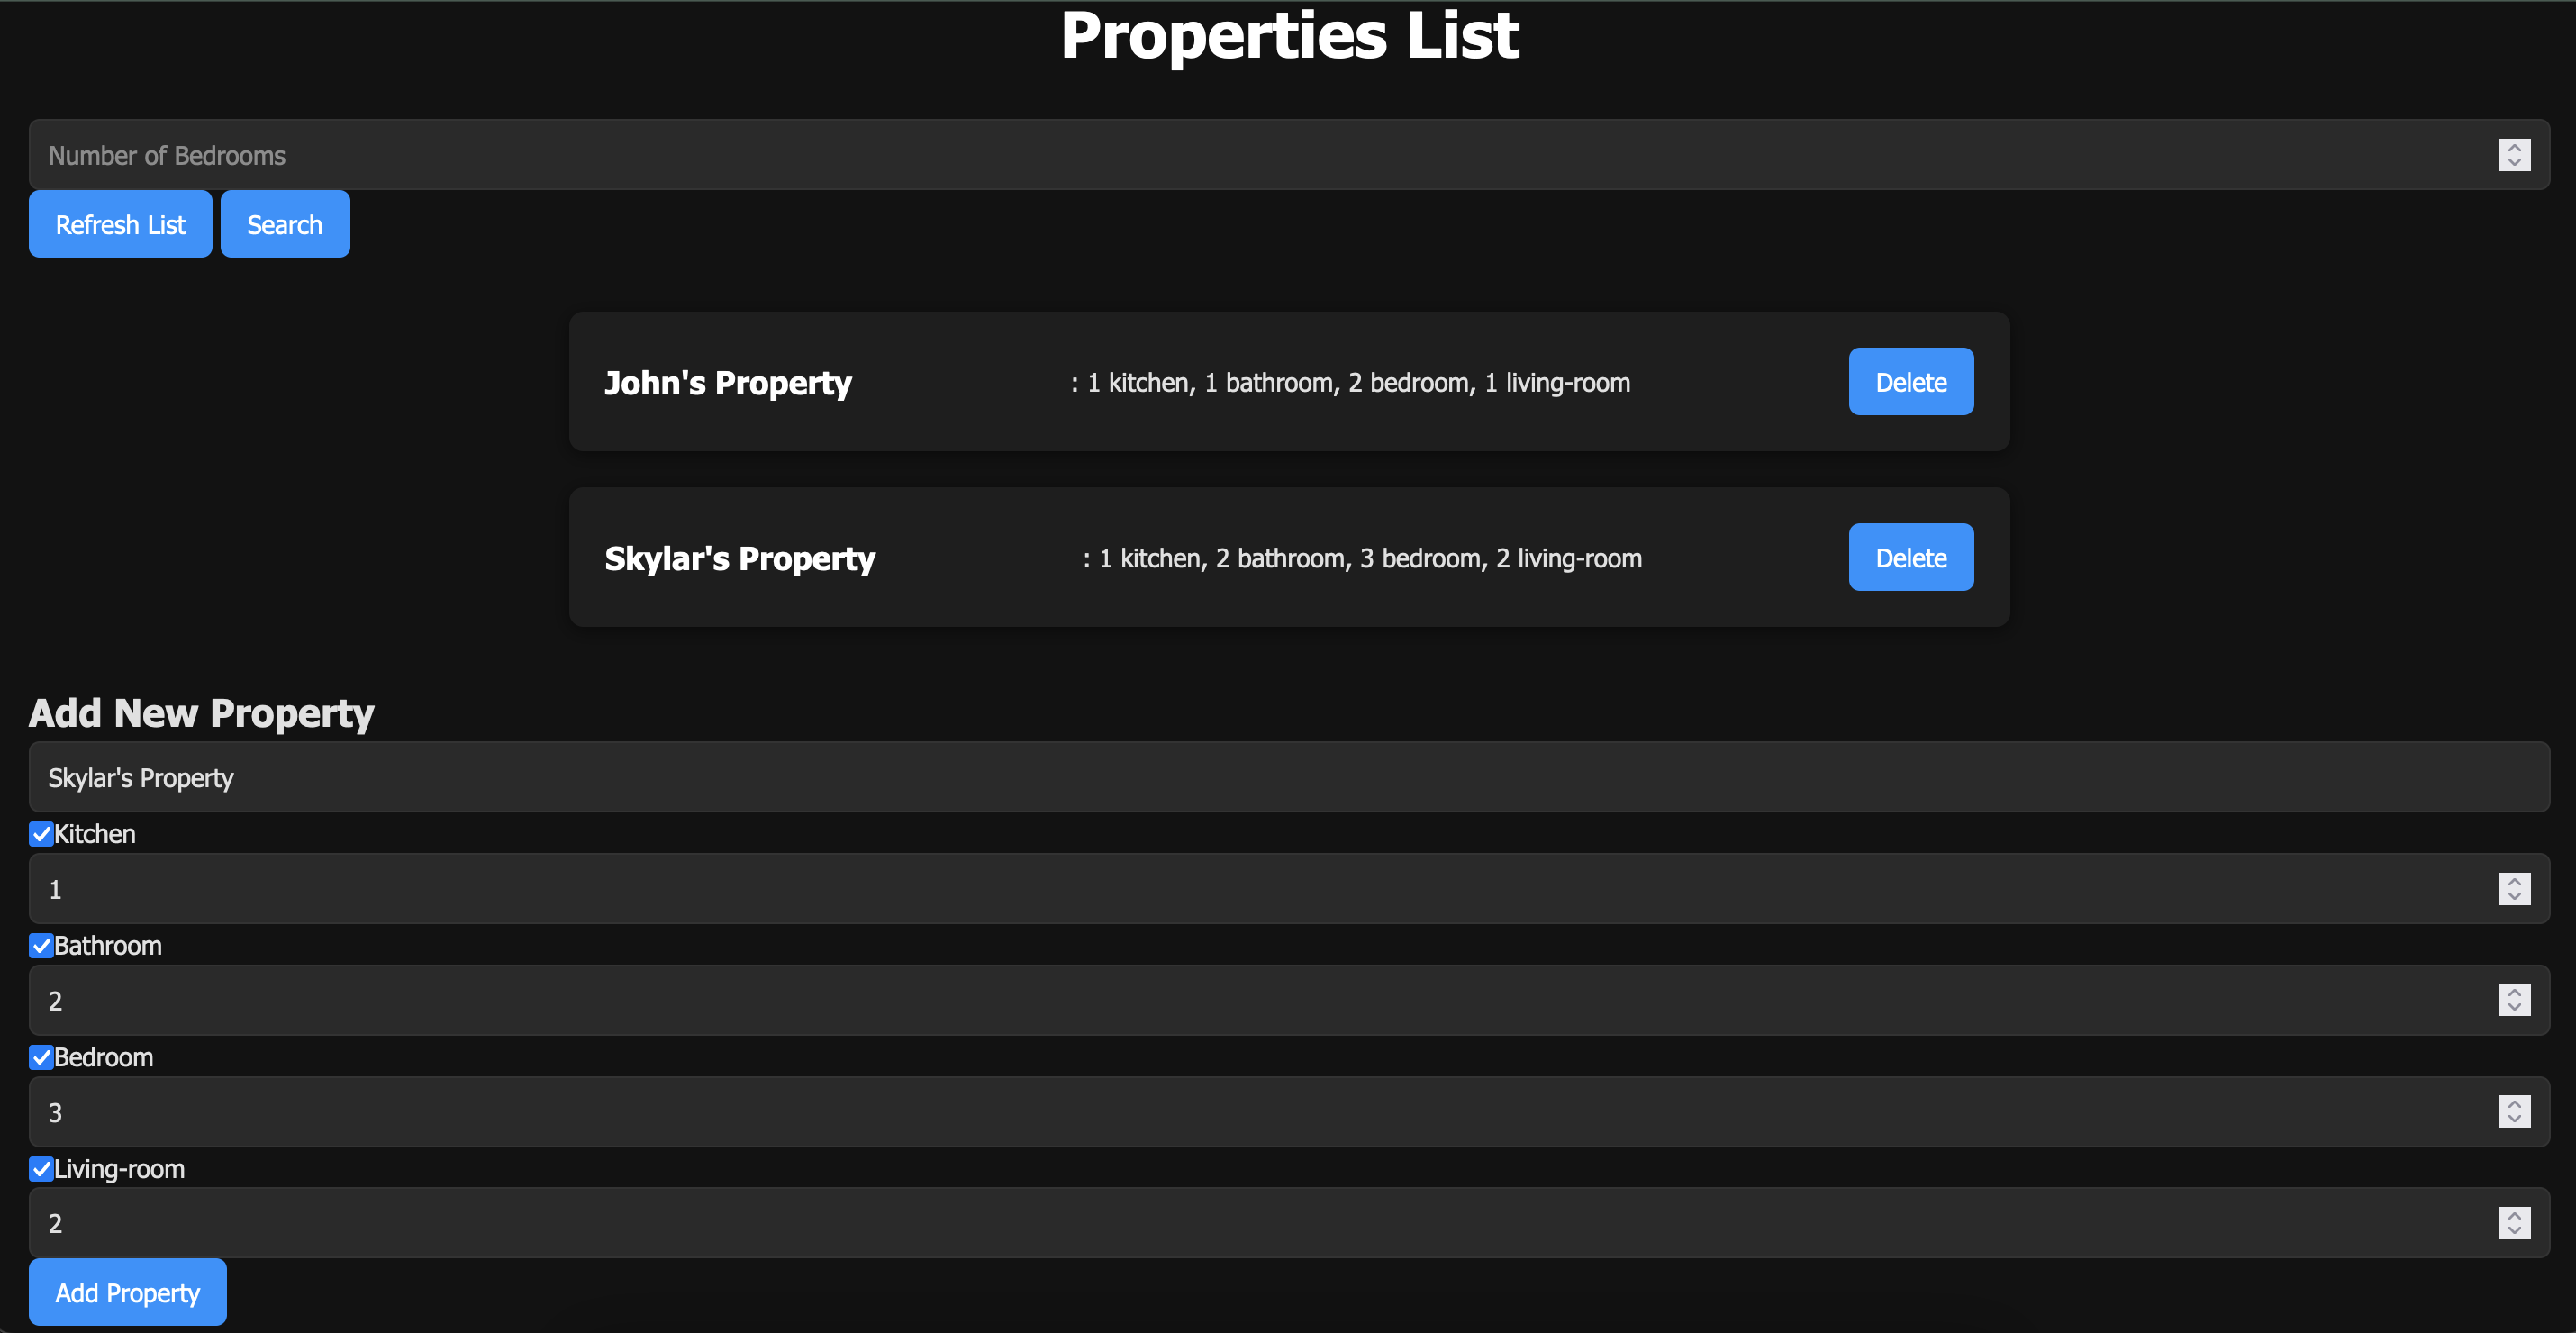 Properties List
Number of Bedrooms
Refresh List Search
John's Property : 1 kitchen, 1 bathroom, 2 bedroom, 1 living-room Delete
Skylar's Property : 1 kitchen, 2 bathroom, 3 bedroom, 2 living-room Delete
Add New Property
Skylar's Property
Kitchen
1
Bathroom
2
Bedroom
3
Living-room
2
Add Property